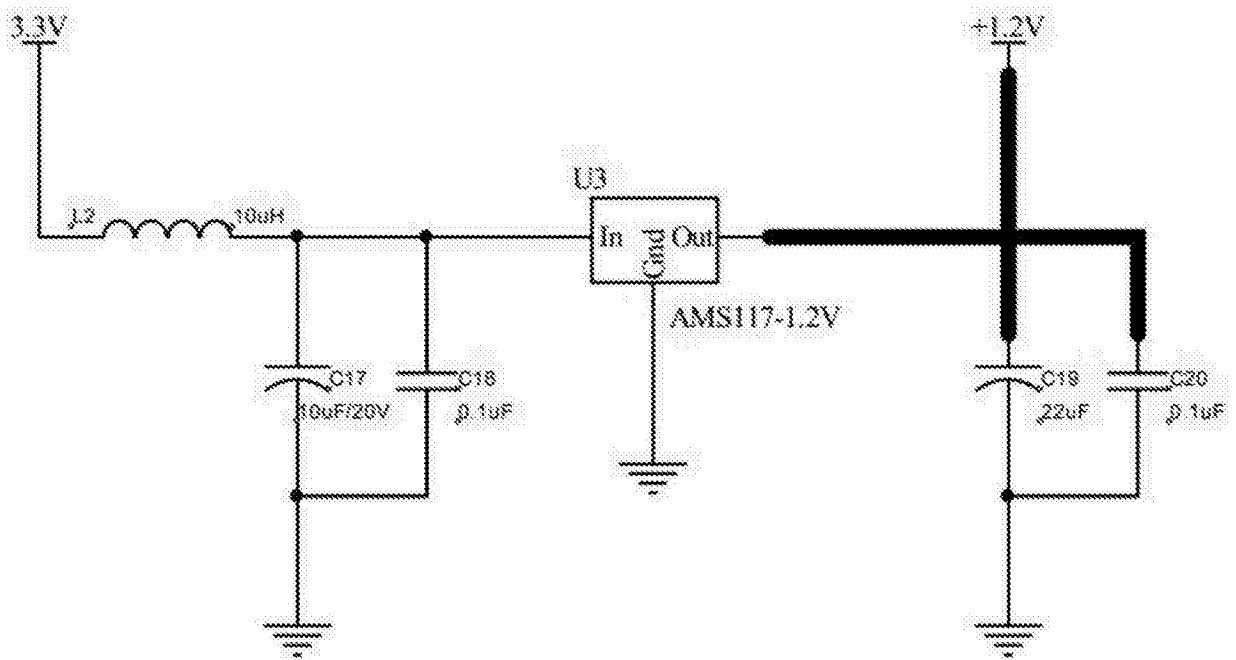 3.3V
+1.2V
U3
L2
10uH
In
Gnd
Out
AMS117-1.2V
C17
10uF/20V
C18
0.1uF
C19
22uF
C20
0.1uF